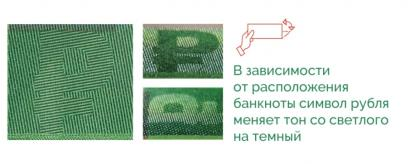 В зависимости
от расположения
банкноты символ рубля
меняет тон со светлого
на темный